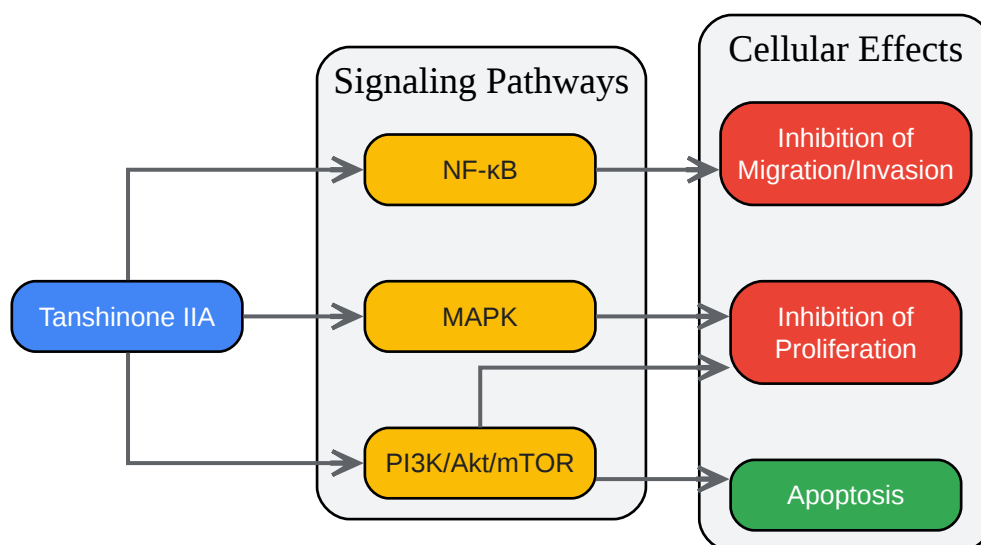 Cellular Effects
Signaling Pathways
Inhibition of
Migration/Invasion
NF-κB
Tanshinone IIA
MAPK
Inhibition of
Proliferation
PI3K/Akt/mTOR
Apoptosis